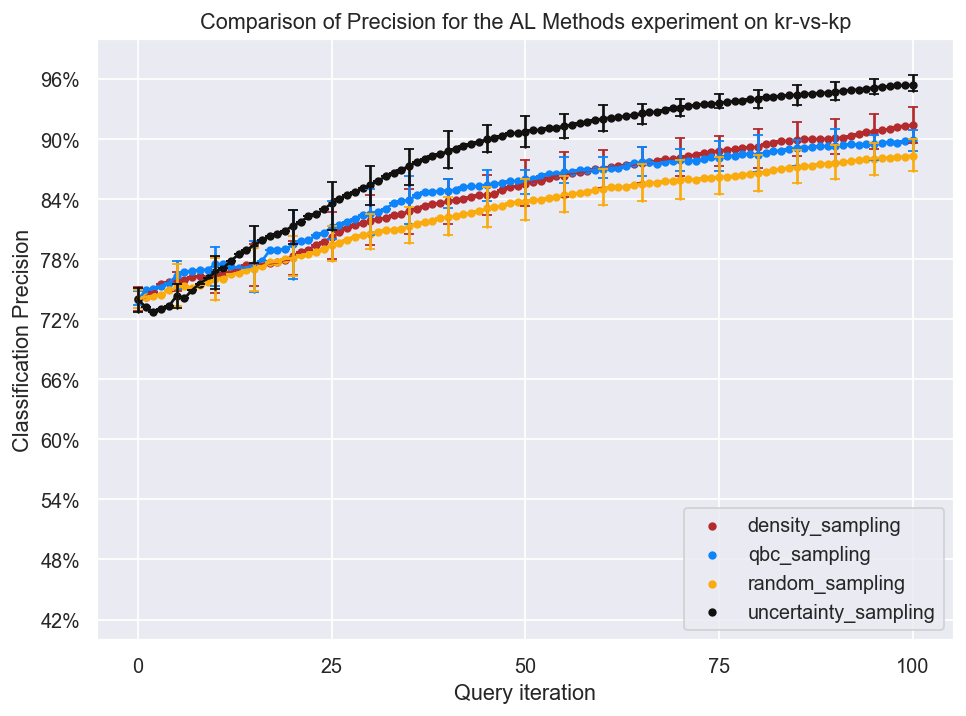 Comparison of Precision for the AL Methods experiment on kr-vs-kp
Classification Precision
96%
90%
84%
78%
72%
66%
60%
54%
48%
42%
density_sampling
qbc_sampling
random_sampling
uncertainty_sampling
0 25 50 75 100
Query iteration